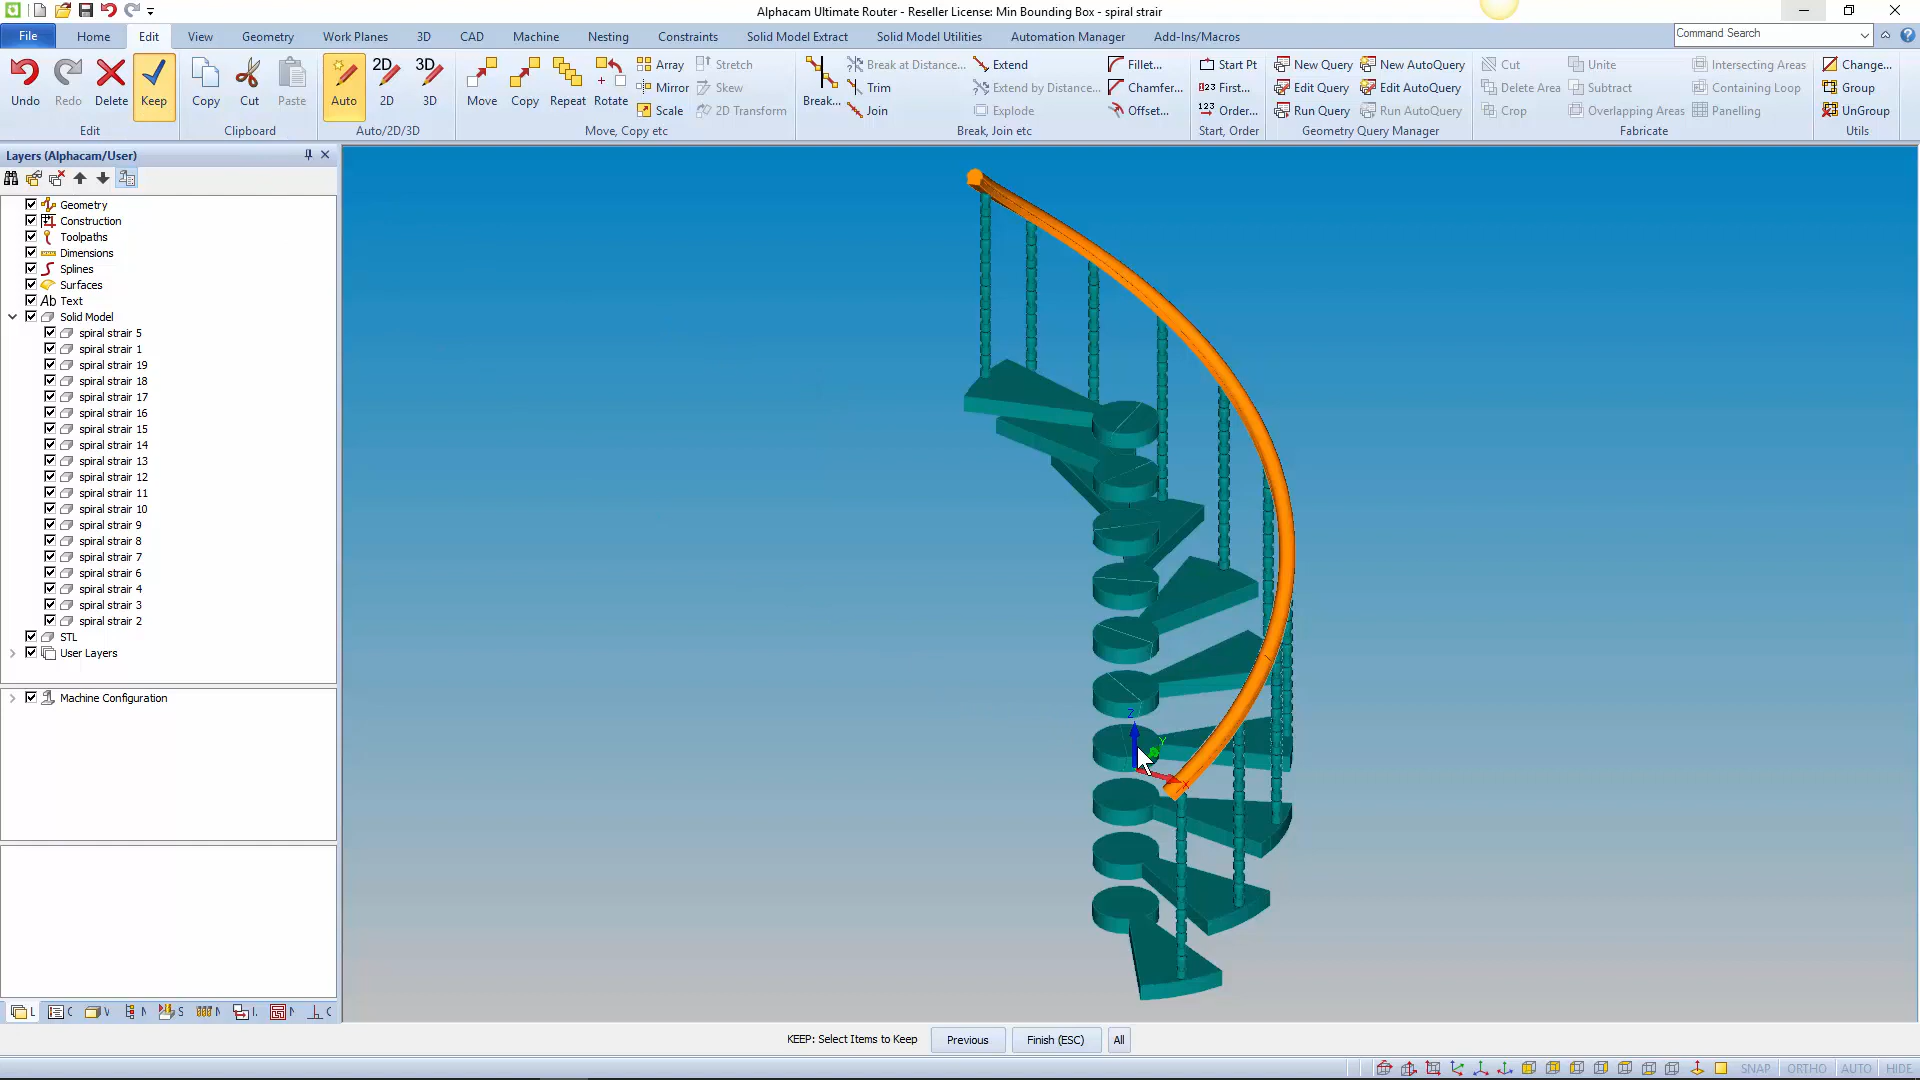 Alphacam Ultimate Router - Reseller License: Min Bounding Box - spiral strair
File Home Edit View Geometry Work Planes 3D CAD Machine Nesting Constraints Solid Model Extract Solid Model Utilities Automation Manager Add-Ins/Macros Command Search
2D 3D Array Stretch Break at Distance... Extend Fillet... Start Pt New Query New AutoQuery Cut Unite Intersecting Areas Change...
Mirror Skew Trim Extend by Distance... Chamfer... 123 First... Edit Query Edit AutoQuery Delete Area Subtract Containing Loop Group
Undo Redo Delete Keep Copy Cut Paste Auto 2D 3D Move Copy Repeat Rotate Break...
Scale 2D Transform Join Explode Offset... 123 Order... Run Query Run AutoQuery Crop Overlapping Areas Panelling UnGroup
Edit Clipboard Auto/2D/3D Move, Copy etc Break, Join etc Start, Order Geometry Query Manager Fabricate Utils
Layers (Alphacam/User)
Geometry
Construction
Toolpaths
Dimensions
Splines
Surfaces
Ab Text
Solid Model
spiral strair 5
spiral strair 1
spiral strair 19
spiral strair 18
spiral strair 17
spiral strair 16
spiral strair 15
spiral strair 14
spiral strair 13
spiral strair 12
spiral strair 11
spiral strair 10
spiral strair 9
spiral strair 8
spiral strair 7
spiral strair 6
spiral strair 4
spiral strair 3
spiral strair 2
STL
User Layers
Machine Configuration
Z
Y
X
KEEP: Select Items to Keep Previous Finish (ESC) All
SNAP ORTHO AUTO HIDE